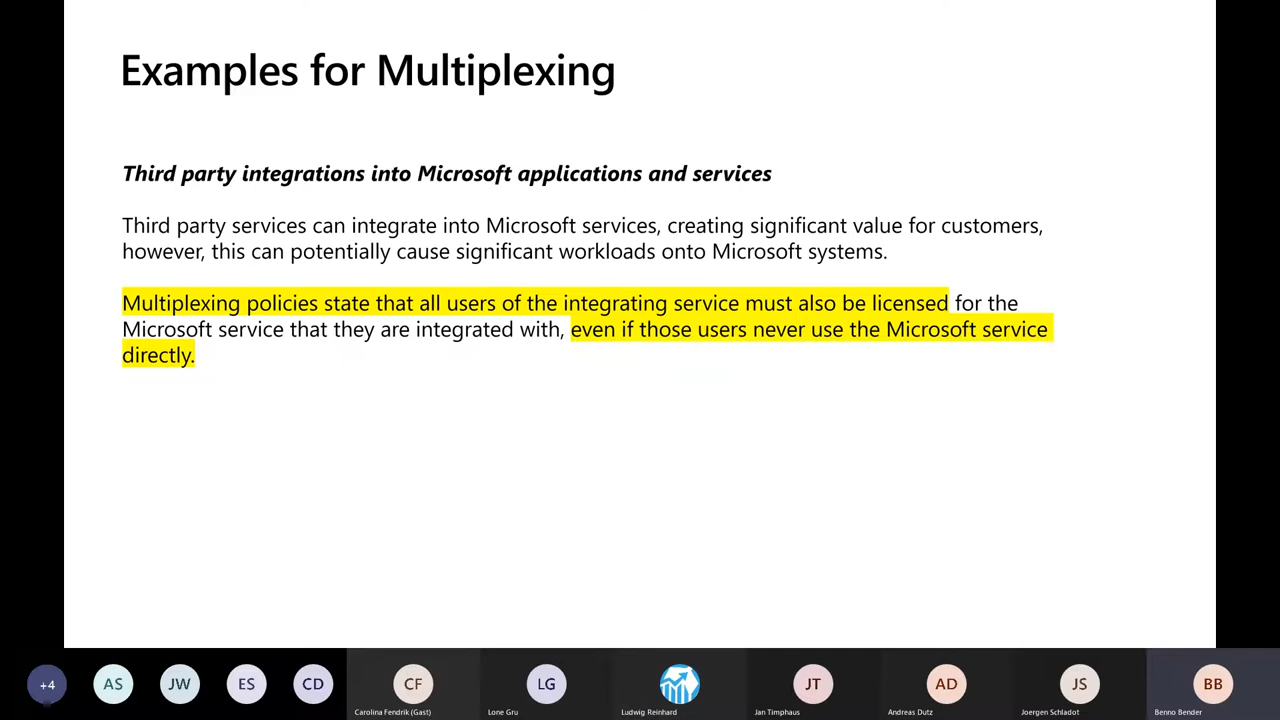 Examples for Multiplexing
Third party integrations into Microsoft applications and services
Third party services can integrate into Microsoft services, creating significant value for customers,
however, this can potentially cause significant workloads onto Microsoft systems.
Multiplexing policies state that all users of the integrating service must also be licensed for the
Microsoft service that they are integrated with, even if those users never use the Microsoft service
directly.
+4
AS
JW
ES
CD
CF
LG
JT
AD
JS
BB
Carolina Fendrik (Gast)
Lone Gru
Ludwig Reinhard
Jan Timphaus
Andreas Dutz
Joergen Schladot
Benno Bender